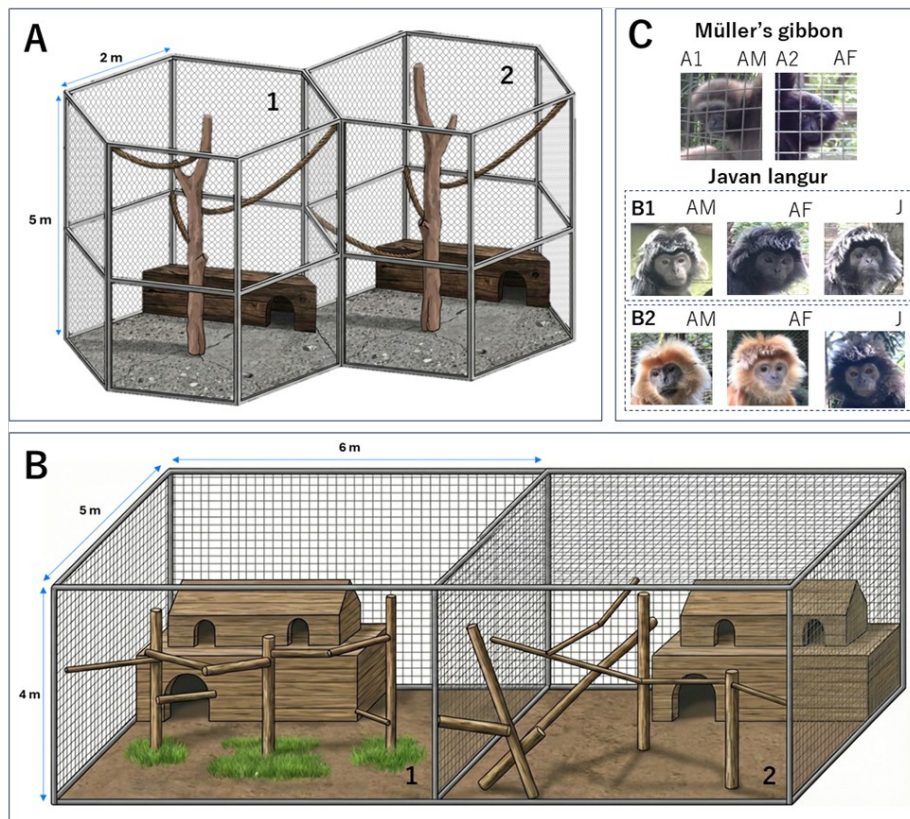 A
2 m
1
2
5 m
C
Müller's gibbon
A1 AM A2 AF
Javan langur
B1 AM AF J
B2 AM AF J
B
6 m
5 m
4 m
1
2